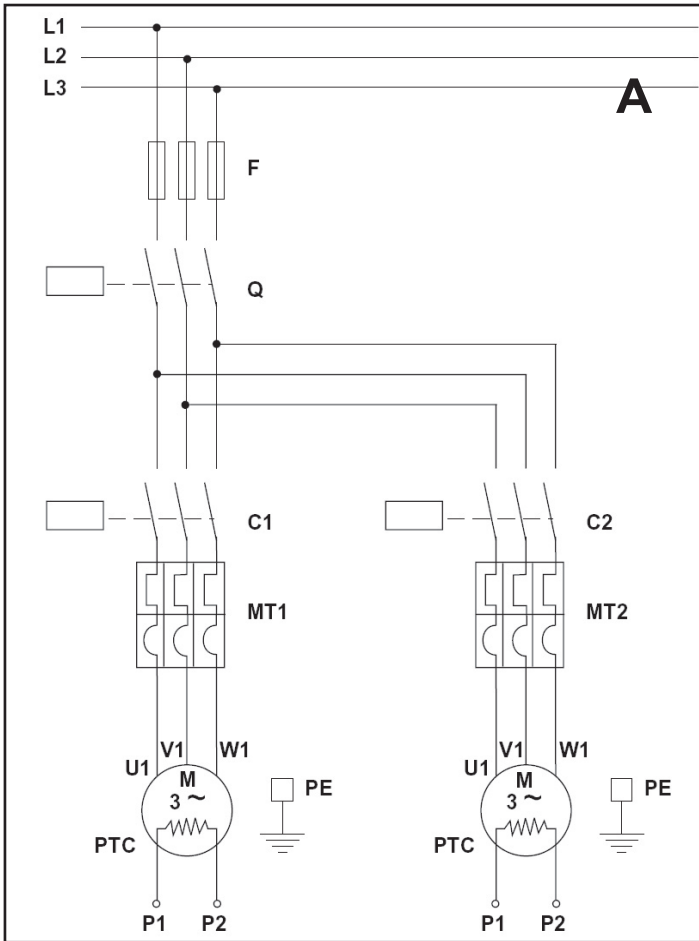 L1
L2
L3
A
F
Q
C1 C2
MT1 MT2
V1 W1 V1 W1
U1 M U1 M
3 ~ PE 3 ~ PE
PTC PTC
P1 P2 P1 P2